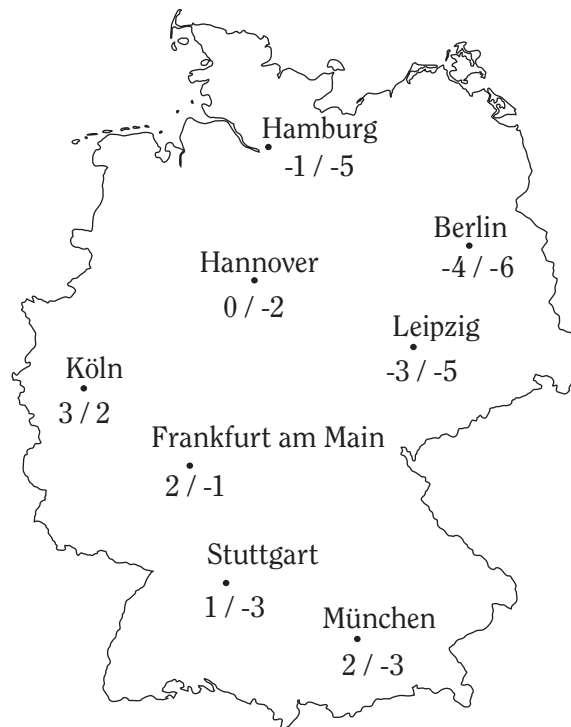 Hamburg
-1 / -5
Berlin
-4 / -6
Hannover
0 / -2
Leipzig
-3 / -5
Köln
3 / 2
Frankfurt am Main
2 / -1
Stuttgart
1 / -3
München
2 / -3